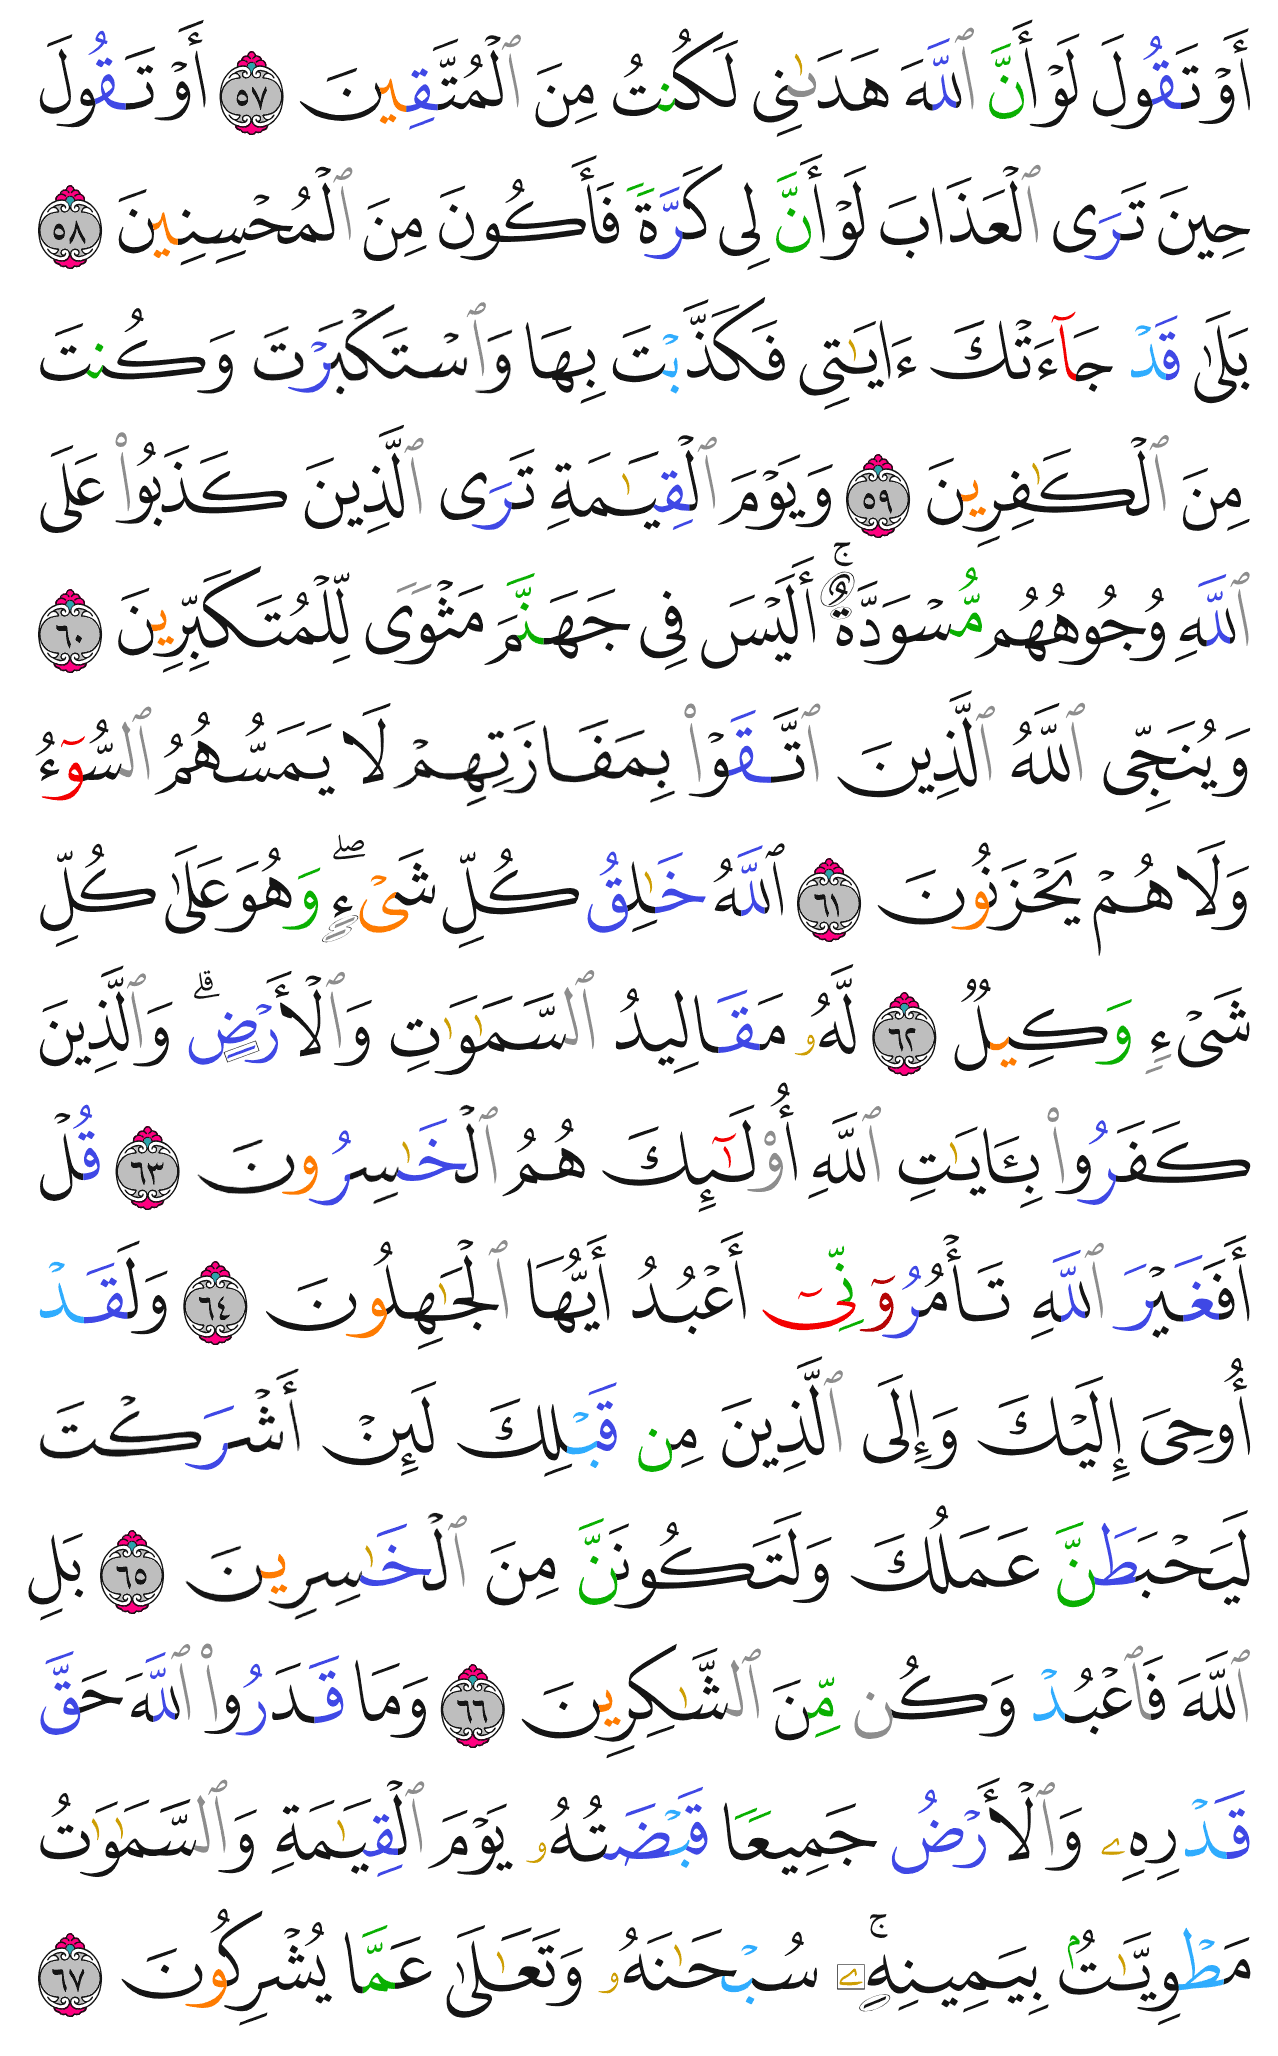 أَوۡ تَقُولَ لَوۡ أَنَّ ٱللَّهَ هَدَىٰنِي لَكُنتُ مِنَ ٱلۡمُتَّقِينَ ٥٧ أَوۡ تَقُولَ
حِينَ تَرَى ٱلۡعَذَابَ لَوۡ أَنَّ لِي كَرَّةٗ فَأَكُونَ مِنَ ٱلۡمُحۡسِنِينَ ٥٨
بَلَىٰ قَدۡ جَآءَتۡكَ ءَايَٰتِي فَكَذَّبۡتَ بِهَا وَٱسۡتَكۡبَرۡتَ وَكُنتَ
مِنَ ٱلۡكَٰفِرِينَ ٥٩ وَيَوۡمَ ٱلۡقِيَٰمَةِ تَرَى ٱلَّذِينَ كَذَبُواْ عَلَى
ٱللَّهِ وُجُوهُهُم مُّسۡوَدَّةٌۚ أَلَيۡسَ فِي جَهَنَّمَ مَثۡوٗى لِّلۡمُتَكَبِّرِينَ ٦٠
وَيُنَجِّي ٱللَّهُ ٱلَّذِينَ ٱتَّقَوۡاْ بِمَفَازَتِهِمۡ لَا يَمَسُّهُمُ ٱلسُّوٓءُ
وَلَا هُمۡ يَحۡزَنُونَ ٦١ ٱللَّهُ خَٰلِقُ كُلِّ شَيۡءٖۖ وَهُوَ عَلَىٰ كُلِّ
شَيۡءٖ وَكِيلٞ ٦٢ لَّهُۥ مَقَالِيدُ ٱلسَّمَٰوَٰتِ وَٱلۡأَرۡضِۗ وَٱلَّذِينَ
كَفَرُواْ بِـَٔايَٰتِ ٱللَّهِ أُوْلَٰٓئِكَ هُمُ ٱلۡخَٰسِرُونَ ٦٣ قُلۡ
أَفَغَيۡرَ ٱللَّهِ تَأۡمُرُوٓنِّيٓ أَعۡبُدُ أَيُّهَا ٱلۡجَٰهِلُونَ ٦٤ وَلَقَدۡ
أُوحِيَ إِلَيۡكَ وَإِلَى ٱلَّذِينَ مِن قَبۡلِكَ لَئِنۡ أَشۡرَكۡتَ
لَيَحۡبَطَنَّ عَمَلُكَ وَلَتَكُونَنَّ مِنَ ٱلۡخَٰسِرِينَ ٦٥ بَلِ
ٱللَّهَ فَٱعۡبُدۡ وَكُن مِّنَ ٱلشَّٰكِرِينَ ٦٦ وَمَا قَدَرُواْ ٱللَّهَ حَقَّ
قَدۡرِهِۦ وَٱلۡأَرۡضُ جَمِيعٗا قَبۡضَتُهُۥ يَوۡمَ ٱلۡقِيَٰمَةِ وَٱلسَّمَٰوَٰتُ
مَطۡوِيَّٰتُۢ بِيَمِينِهِۦۚ سُبۡحَٰنَهُۥ وَتَعَٰلَىٰ عَمَّا يُشۡرِكُونَ ٦٧